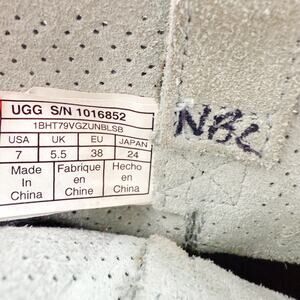 UGG S/N 1016852
1BHT79VGZUNBLSB
USA UK EU JAPAN
7 5.5 38 24
Made In China
Fabriqué en Chine
Hecho en China
NBC